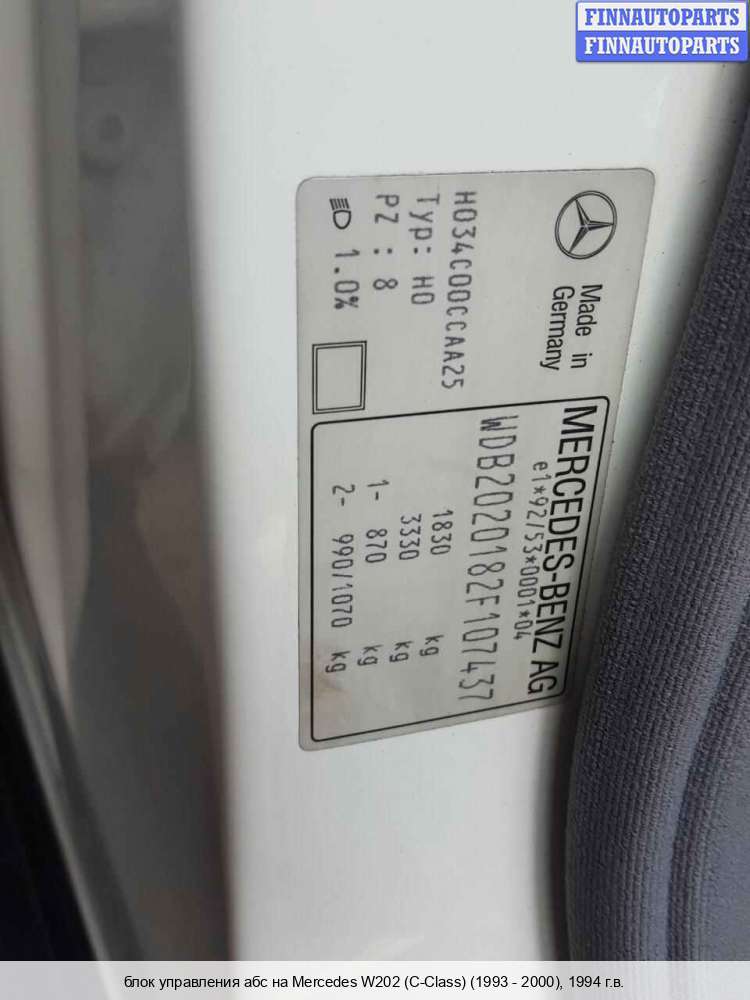 FINNAUTOPARTS
FINNAUTOPARTS
Made in
Germany
H034C00CCAA25
Typ: H0
PZ : 8
1.0%
MERCEDES-BENZ AG
e1*92/53*0001*04
WDB2020182F107437
1830 kg
3330 kg
1- 870 kg
2- 990/1070 kg
блок управления абс на Mercedes W202 (C-Class) (1993 - 2000), 1994 г.в.